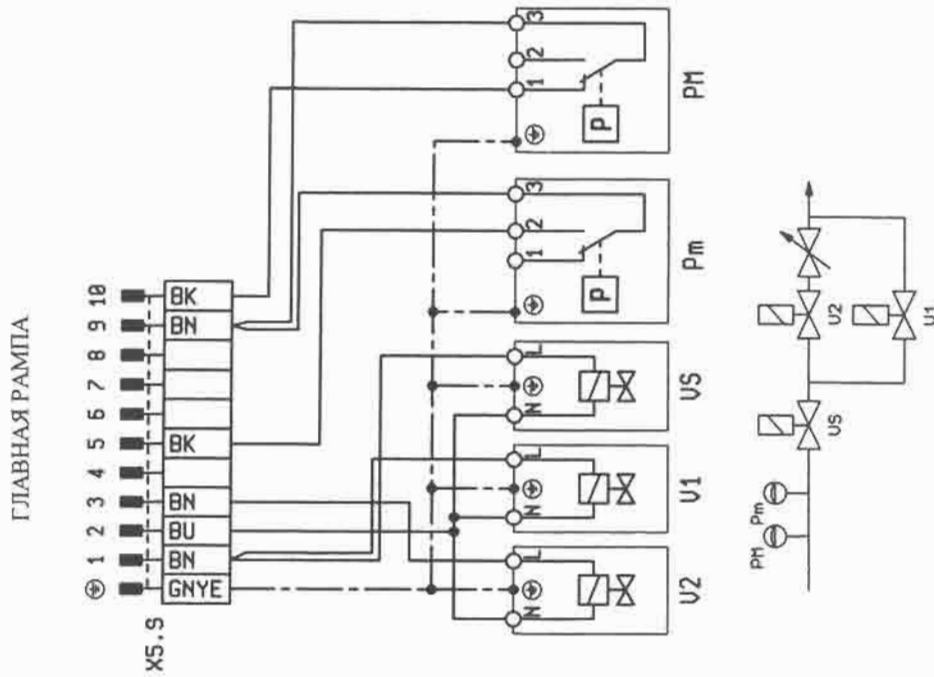 ГЛАВНАЯ РАМПА
X5.S
⏚ 1 2 3 4 5 6 7 8 9 10
GNYE BN BU BN BK BN BK
N ⏚ L
V2
N ⏚ L
V1
N ⏚ L
VS
⏚ 1 2 3
P
Pm
⏚ 1 2 3
P
PM
PM Pm
VS
V2
V1